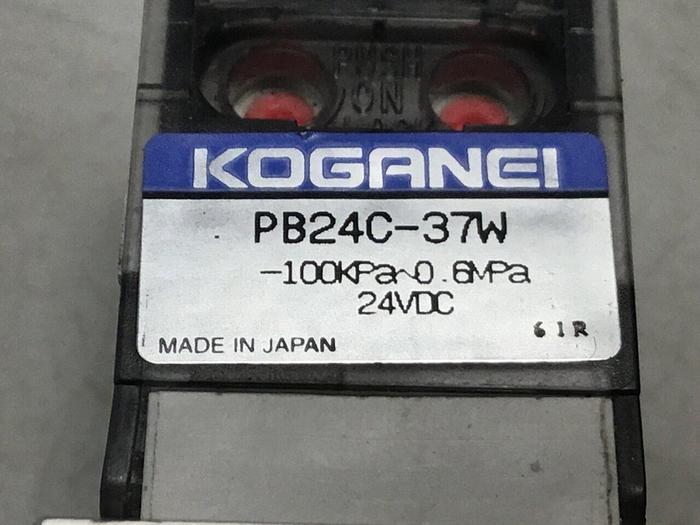 PUSH
ON
KOGANEI
PB24C-37W
-100KPa~0.6MPa
24VDC
61R
MADE IN JAPAN